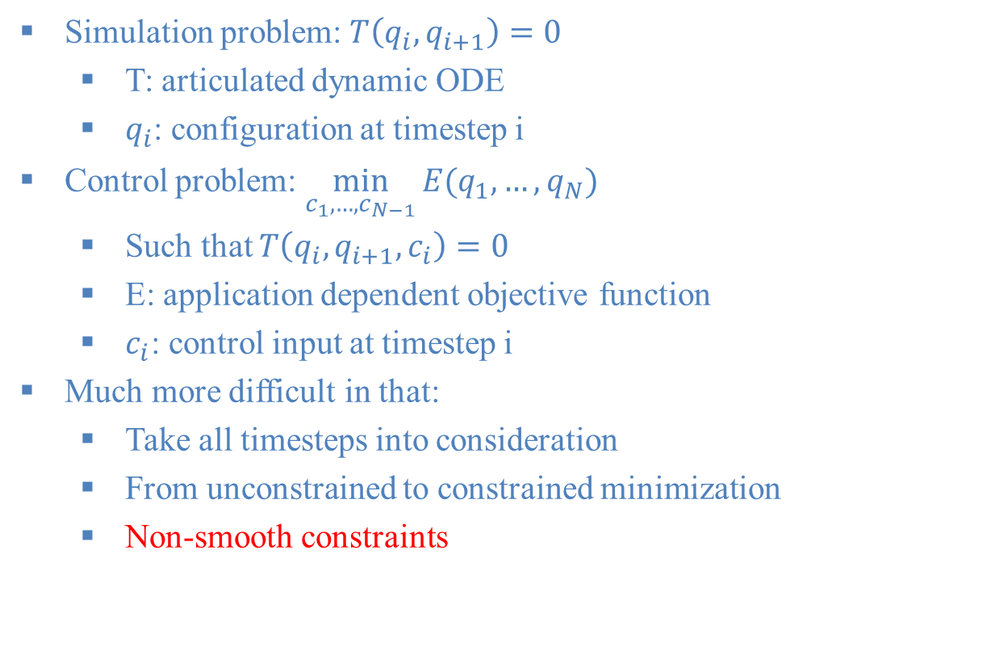 ▪ Simulation problem: T(q_i, q_{i+1}) = 0
▪ T: articulated dynamic ODE
▪ q_i: configuration at timestep i
▪ Control problem: min_{c_1,…,c_{N−1}} E(q_1, … , q_N)
▪ Such that T(q_i, q_{i+1}, c_i) = 0
▪ E: application dependent objective function
▪ c_i: control input at timestep i
▪ Much more difficult in that:
▪ Take all timesteps into consideration
▪ From unconstrained to constrained minimization
▪ Non-smooth constraints